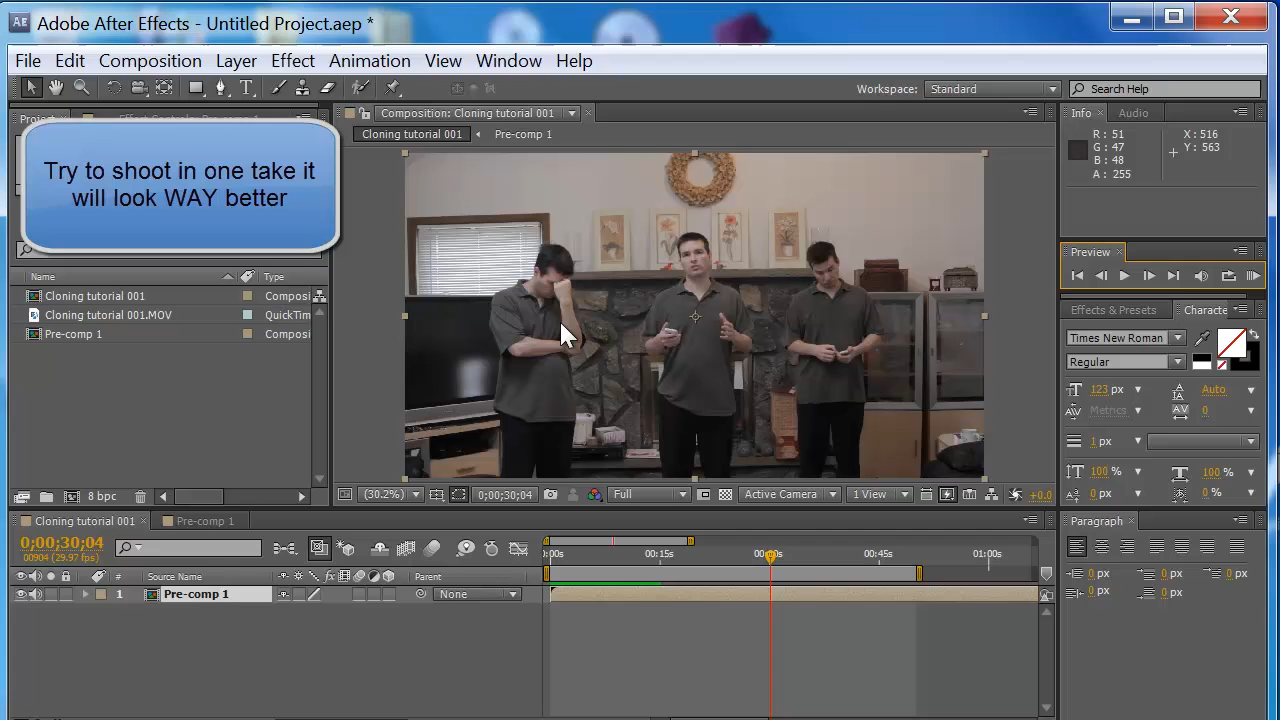 Adobe After Effects - Untitled Project.aep *
File Edit Composition Layer Effect Animation View Window Help
Workspace: Standard Search Help
Composition: Cloning tutorial 001
Info Audio
Cloning tutorial 001 Pre-comp 1
R: 51 X: 516
G: 47 Y: 563
B: 48
A: 255
Try to shoot in one take it
will look WAY better
Preview
Name Type
Cloning tutorial 001 Composi
Cloning tutorial 001.MOV QuickTim
Pre-comp 1 Composi
Effects & Presets Characte
Times New Roman
Regular
123 px Auto
Metrics 0
1 px
100 % 100 %
0 px 0 %
8 bpc
(30.2%) 0;00;30;04 Full Active Camera 1 View +0.0
Cloning tutorial 001 Pre-comp 1
Paragraph
0;00;30;04
00904 (29.97 fps)
:00s 00:15s 00:45s 01:00s
# Source Name Parent
1 Pre-comp 1 None
0 px 0 px 0 px
0 px 0 px